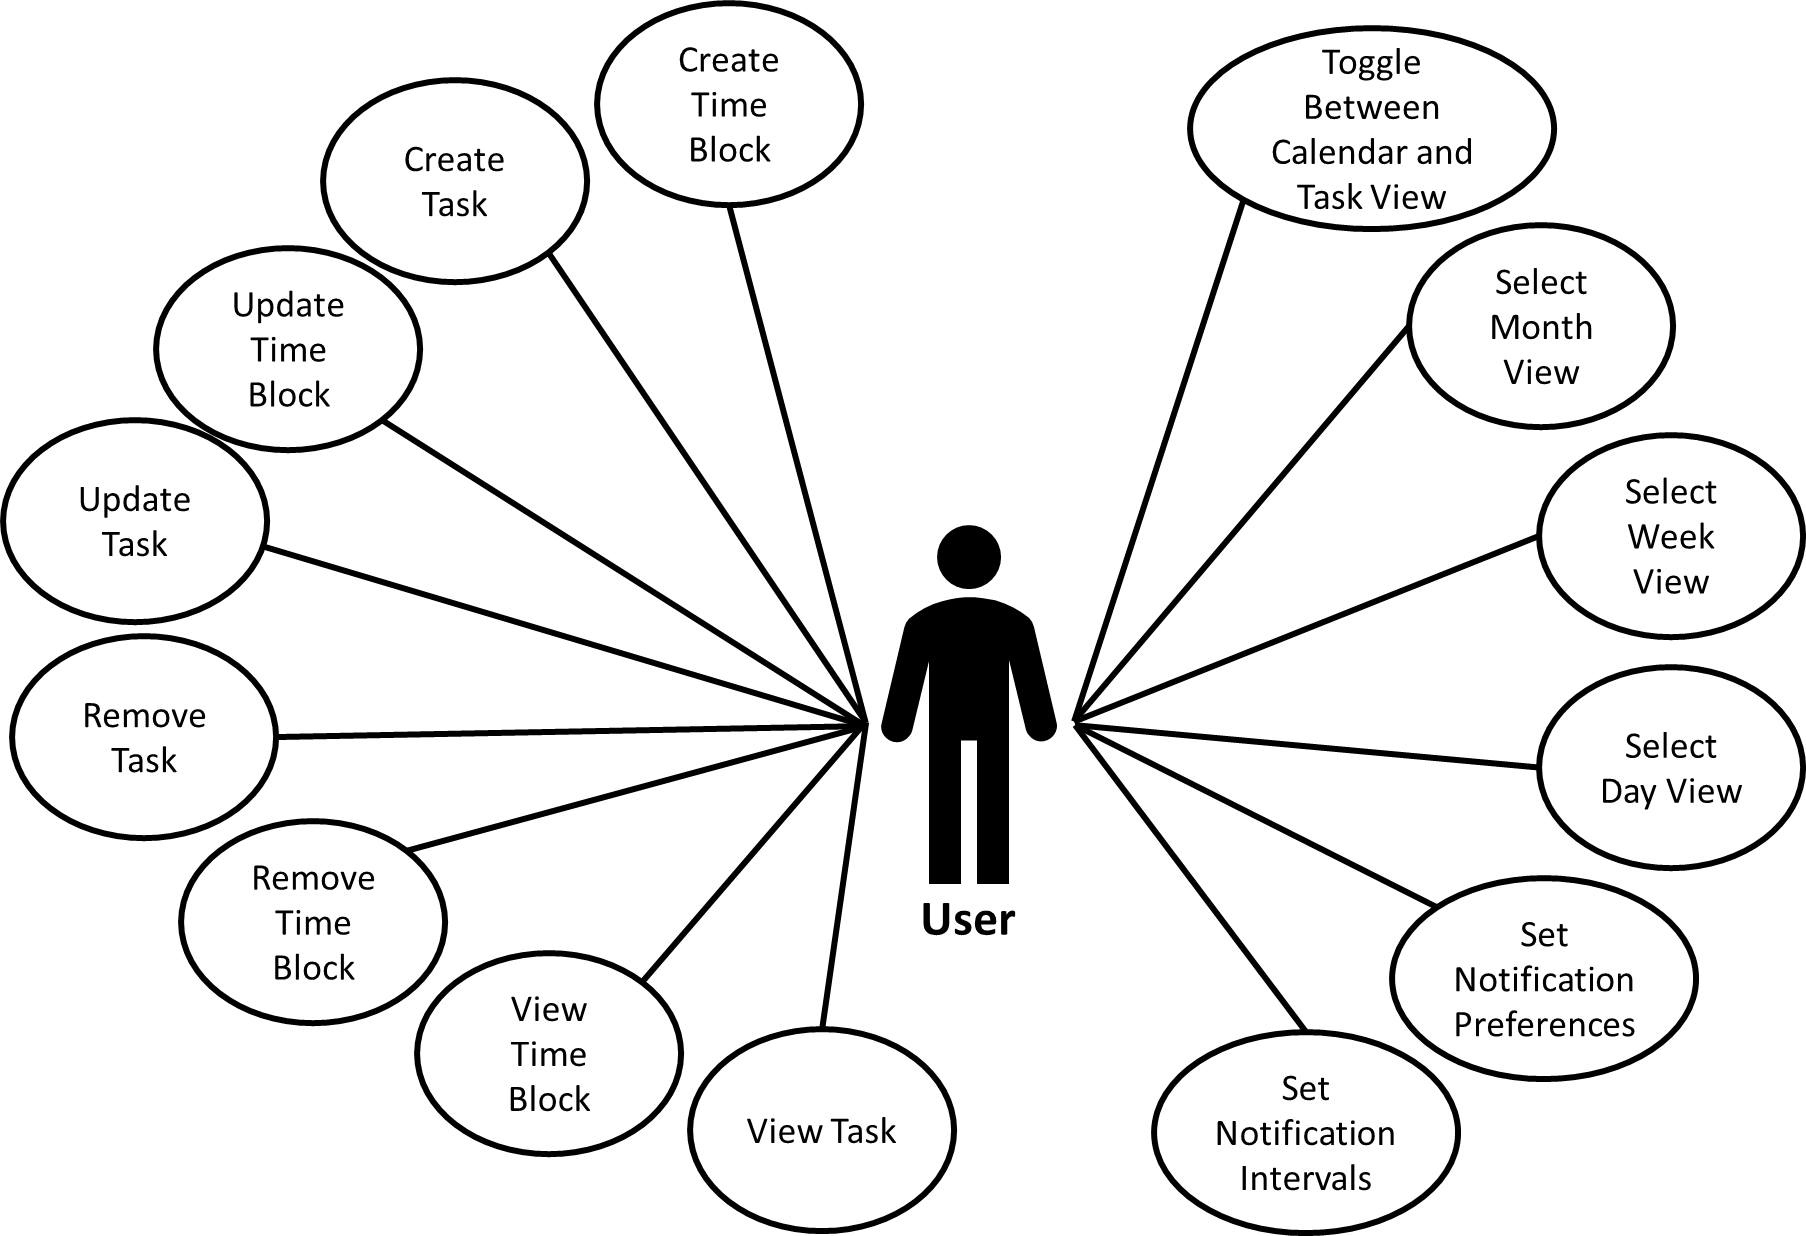 Create
Time
Block
Create
Task
Update
Time
Block
Update
Task
Remove
Task
Remove
Time
Block
View
Time
Block
View Task
User
Toggle
Between
Calendar and
Task View
Select
Month
View
Select
Week
View
Select
Day View
Set
Notification
Preferences
Set
Notification
Intervals